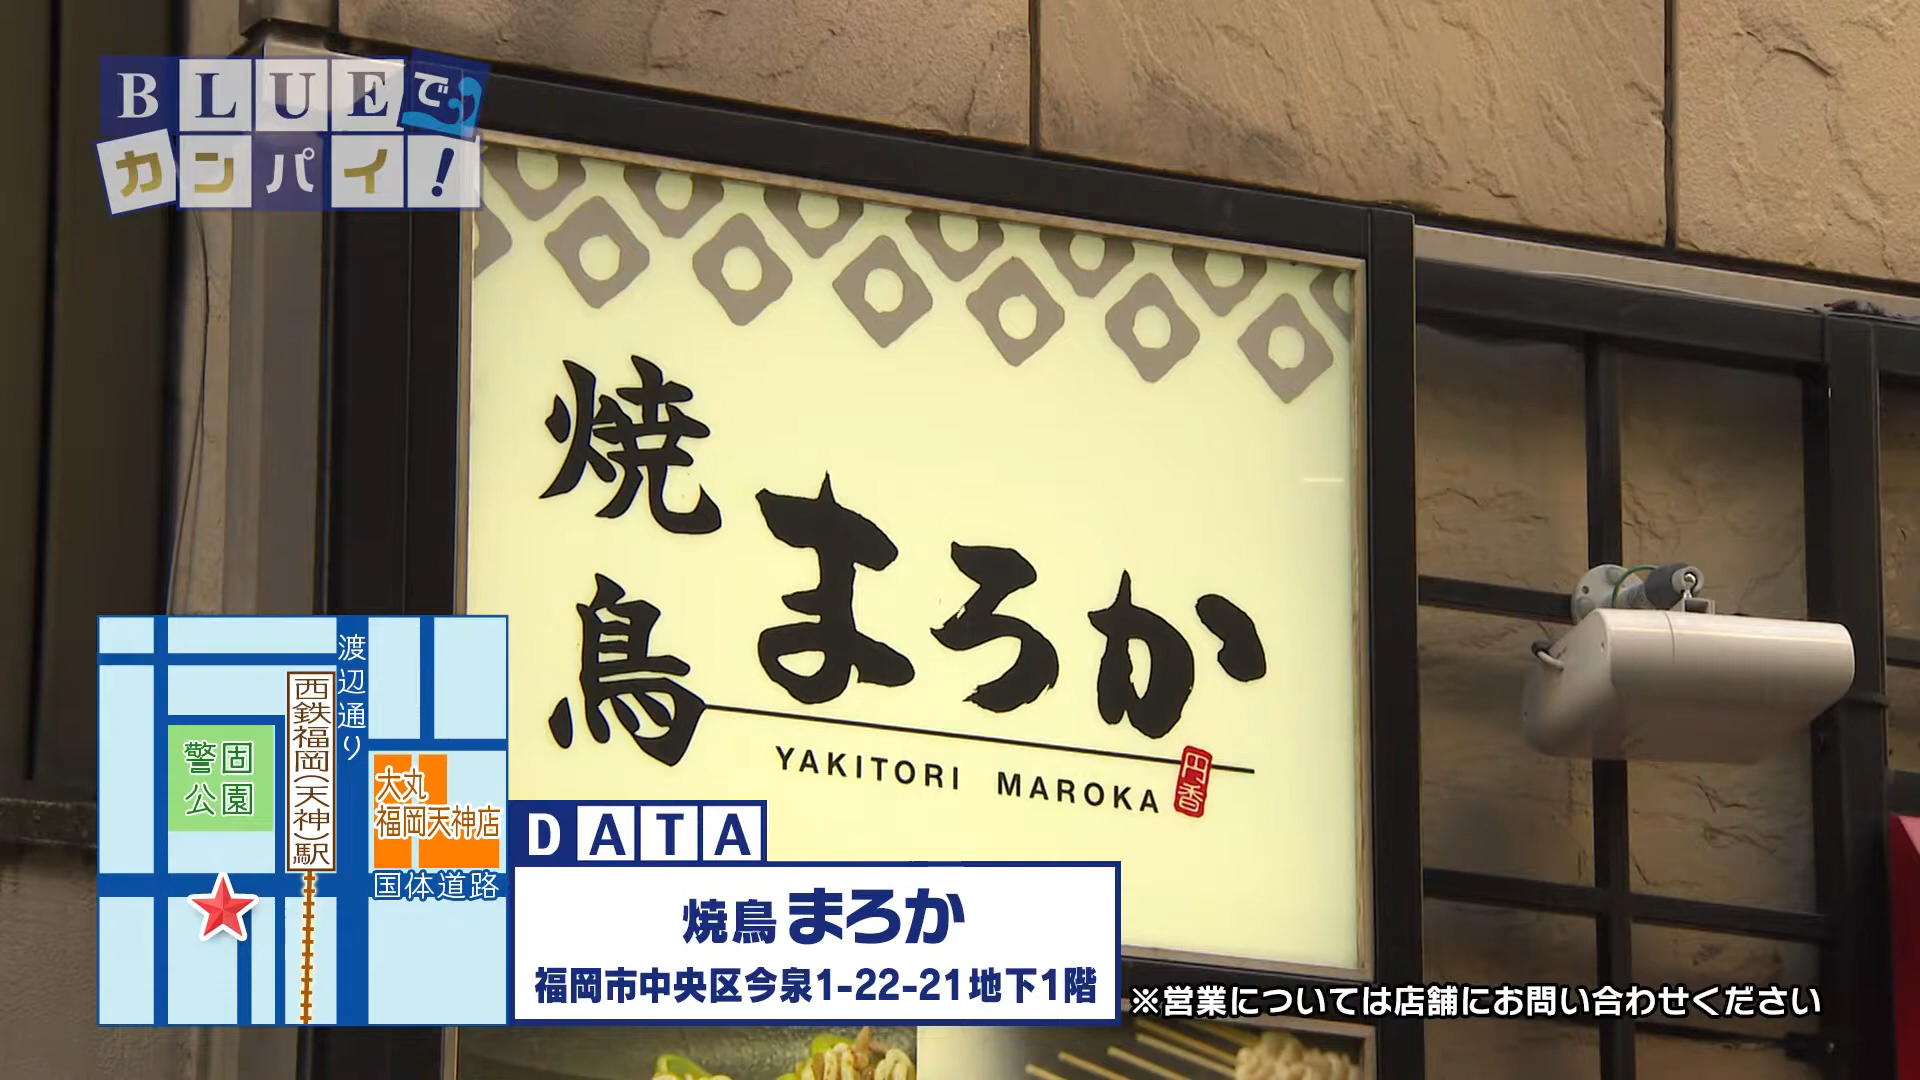 BLUEで
カンパイ!
焼鳥
まろか
YAKITORI MAROKA
円香
渡辺通り
西鉄福岡(天神)駅
警固
公園
大丸
福岡天神店
国体道路
DATA
焼鳥まろか
福岡市中央区今泉1-22-21地下1階
※営業については店舗にお問い合わせください